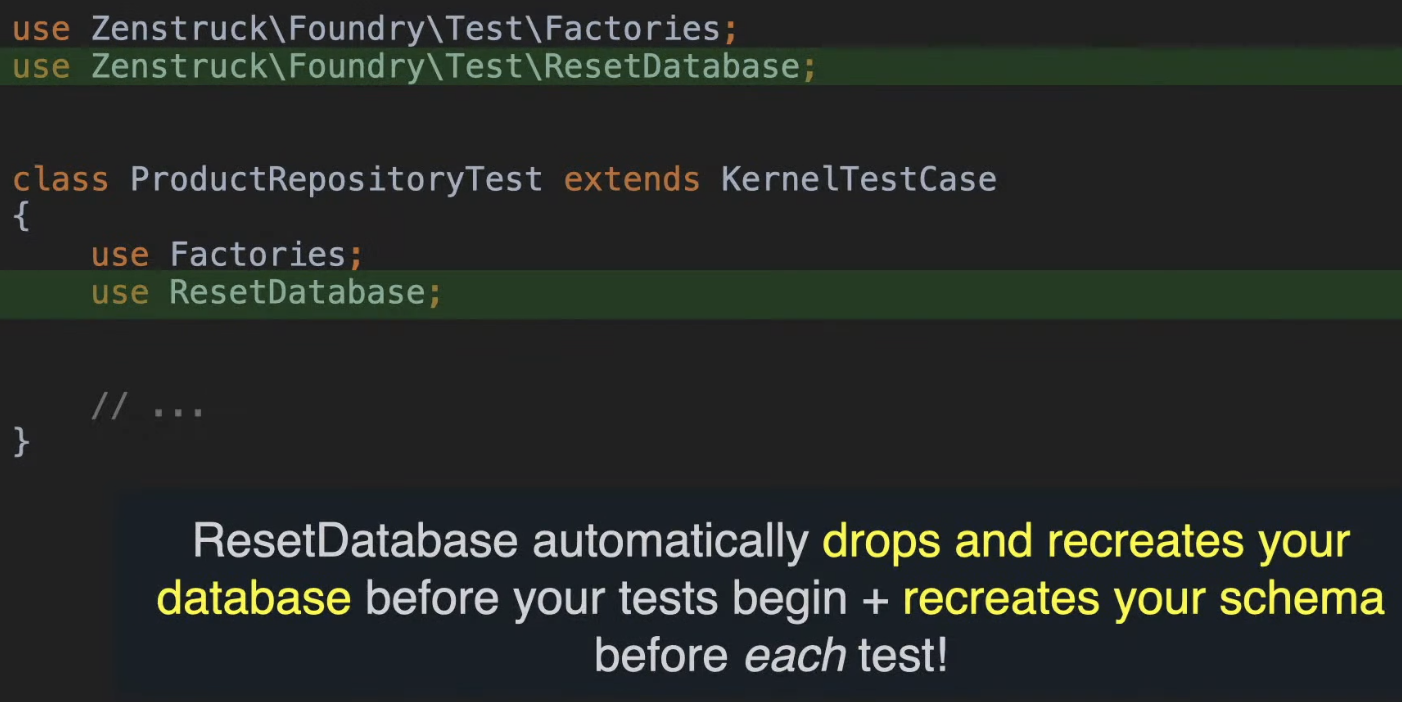 use Zenstruck\Foundry\Test\Factories;
use Zenstruck\Foundry\Test\ResetDatabase;
class ProductRepositoryTest extends KernelTestCase
{
    use Factories;
    use ResetDatabase;
    // ...
}
ResetDatabase automatically drops and recreates your
database before your tests begin + recreates your schema
before each test!